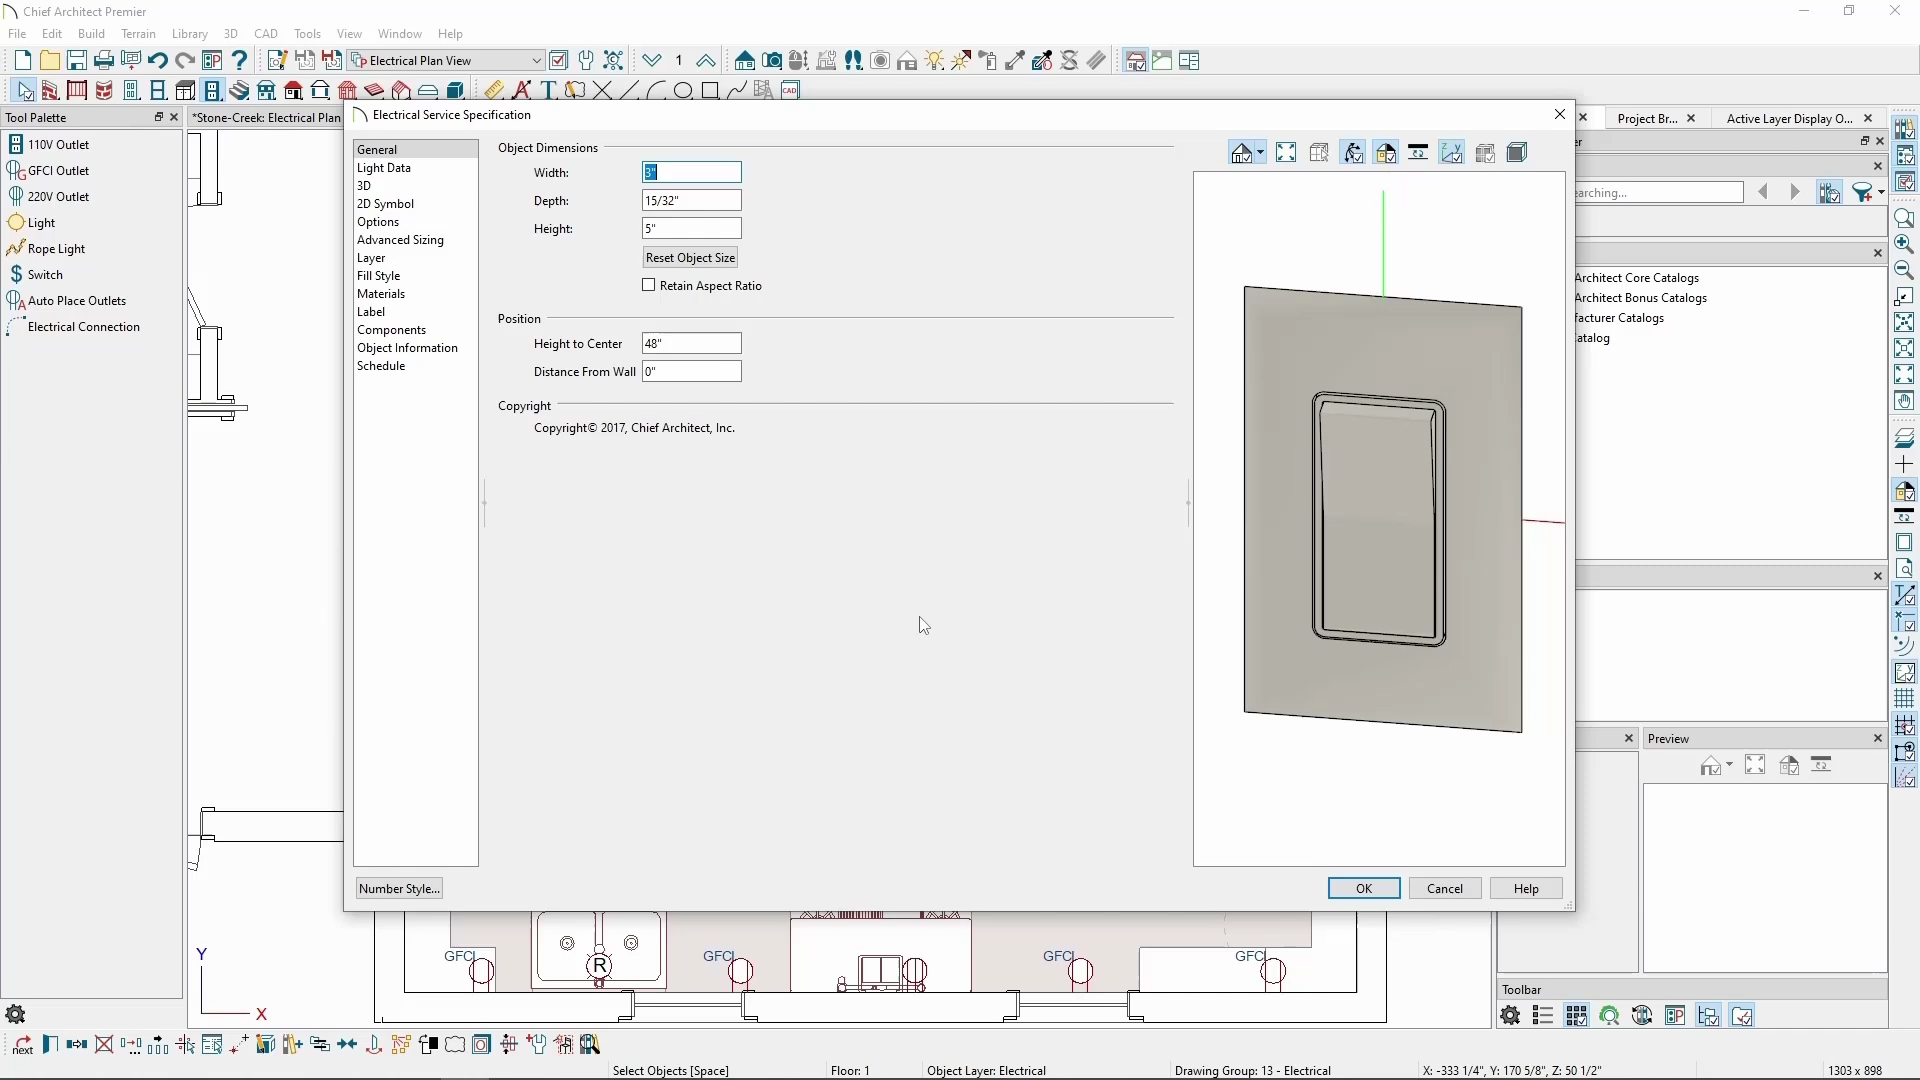 Chief Architect Premier
File Edit Build Terrain Library 3D CAD Tools View Window Help
Electrical Plan View
1
Tool Palette
*Stone-Creek: Electrical Plan
Project Br...
Active Layer Display O...
110V Outlet
GFCI Outlet
220V Outlet
Light
Rope Light
Switch
Auto Place Outlets
Electrical Connection
Electrical Service Specification
General
Light Data
3D
2D Symbol
Options
Advanced Sizing
Layer
Fill Style
Materials
Label
Components
Object Information
Schedule
Object Dimensions
Width: 3"
Depth: 15/32"
Height: 5"
Reset Object Size
Retain Aspect Ratio
Position
Height to Center 48"
Distance From Wall 0"
Copyright
Copyright© 2017, Chief Architect, Inc.
Number Style...
OK Cancel Help
er
earching...
Architect Core Catalogs
Architect Bonus Catalogs
facturer Catalogs
atalog
Preview
Toolbar
GFCI R GFCI GFCI GFCI
Y
X
next
Select Objects [Space] Floor: 1 Object Layer: Electrical Drawing Group: 13 - Electrical X: -333 1/4", Y: 170 5/8", Z: 50 1/2" 1303 x 898